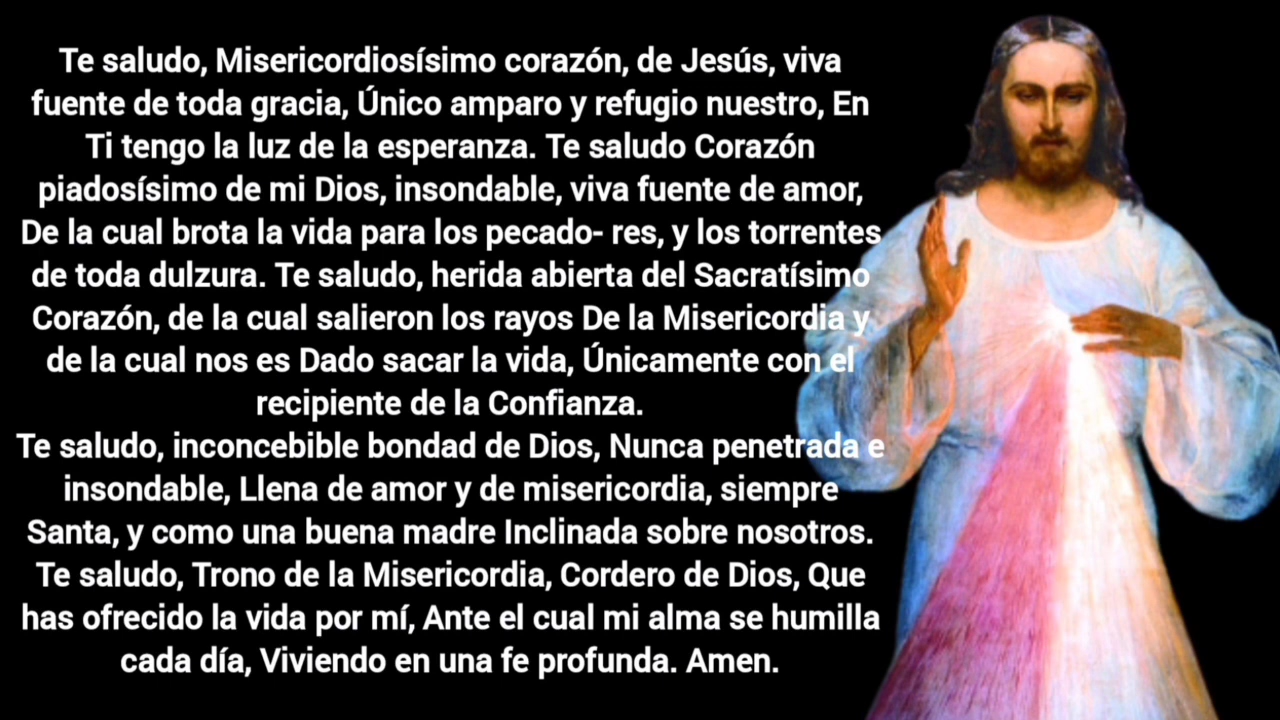 Te saludo, Misericordiosísimo corazón, de Jesús, viva
fuente de toda gracia, Único amparo y refugio nuestro, En
Ti tengo la luz de la esperanza. Te saludo Corazón
piadosísimo de mi Dios, insondable, viva fuente de amor,
De la cual brota la vida para los pecado- res, y los torrentes
de toda dulzura. Te saludo, herida abierta del Sacratísimo
Corazón, de la cual salieron los rayos De la Misericordia y
de la cual nos es Dado sacar la vida, Únicamente con el
recipiente de la Confianza.
Te saludo, inconcebible bondad de Dios, Nunca penetrada e
insondable, Llena de amor y de misericordia, siempre
Santa, y como una buena madre Inclinada sobre nosotros.
Te saludo, Trono de la Misericordia, Cordero de Dios, Que
has ofrecido la vida por mí, Ante el cual mi alma se humilla
cada día, Viviendo en una fe profunda. Amen.